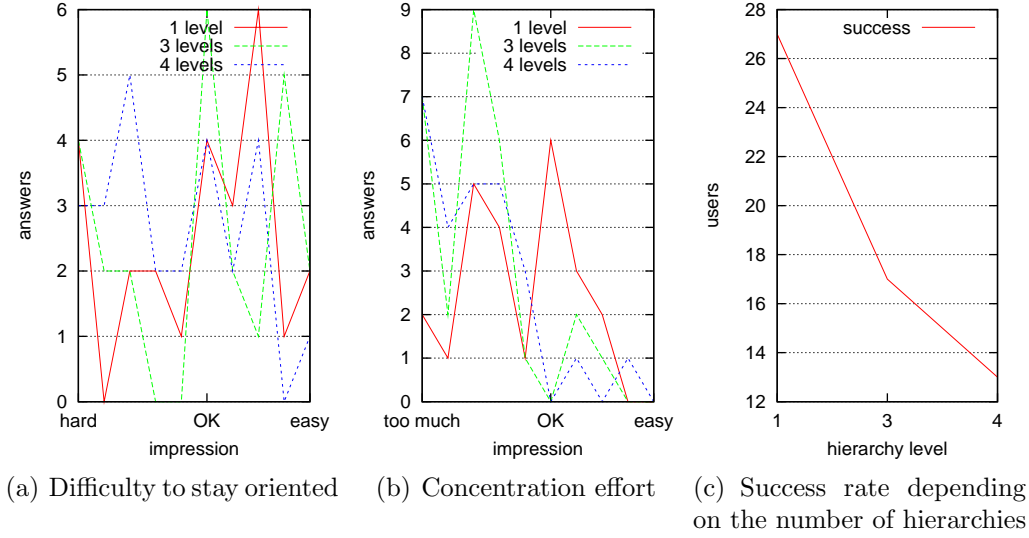 6
5
4
3
2
1
0
answers
1 level
3 levels
4 levels
hard
OK
easy
impression
(a) Difficulty to stay oriented
9
8
7
6
5
4
3
2
1
0
answers
1 level
3 levels
4 levels
too much
OK
easy
impression
(b) Concentration effort
28
26
24
22
20
18
16
14
12
users
success
1
3
4
hierarchy level
(c) Success rate depending
on the number of hierarchies